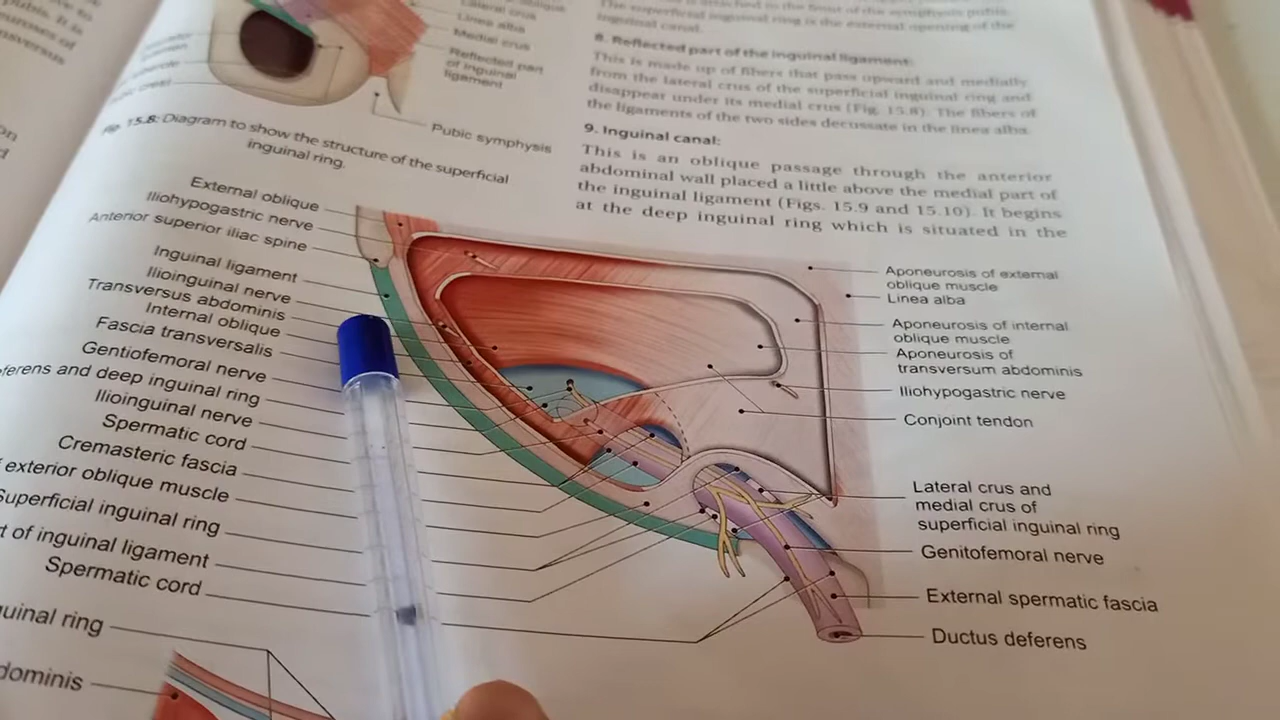 Lateral crus
Linea alba
Medial crus
Reflected part
of inguinal
ligament
Pubic symphysis
Fig. 15.8: Diagram to show the structure of the superficial
inguinal ring.
inguinal canal.
8. Reflected part of the inguinal ligament:
This is made up of fibers that pass upward and medially
from the lateral crus of the superficial inguinal ring and
disappear under its medial crus (Fig. 15.8). The fibers of
the ligaments of the two sides decussate in the linea alba.
9. Inguinal canal:
This is an oblique passage through the anterior
abdominal wall placed a little above the medial part of
the inguinal ligament (Figs. 15.9 and 15.10). It begins
at the deep inguinal ring which is situated in the
External oblique
Iliohypogastric nerve
Anterior superior iliac spine
Inguinal ligament
Ilioinguinal nerve
Transversus abdominis
Internal oblique
Fascia transversalis
Gentiofemoral nerve
and deep inguinal ring
Ilioinguinal nerve
Spermatic cord
Cremasteric fascia
exterior oblique muscle
Superficial inguinal ring
of inguinal ligament
Spermatic cord
ring
Aponeurosis of external
oblique muscle
Linea alba
Aponeurosis of internal
oblique muscle
Aponeurosis of
transversum abdominis
Iliohypogastric nerve
Conjoint tendon
Lateral crus and
medial crus of
superficial inguinal ring
Genitofemoral nerve
External spermatic fascia
Ductus deferens